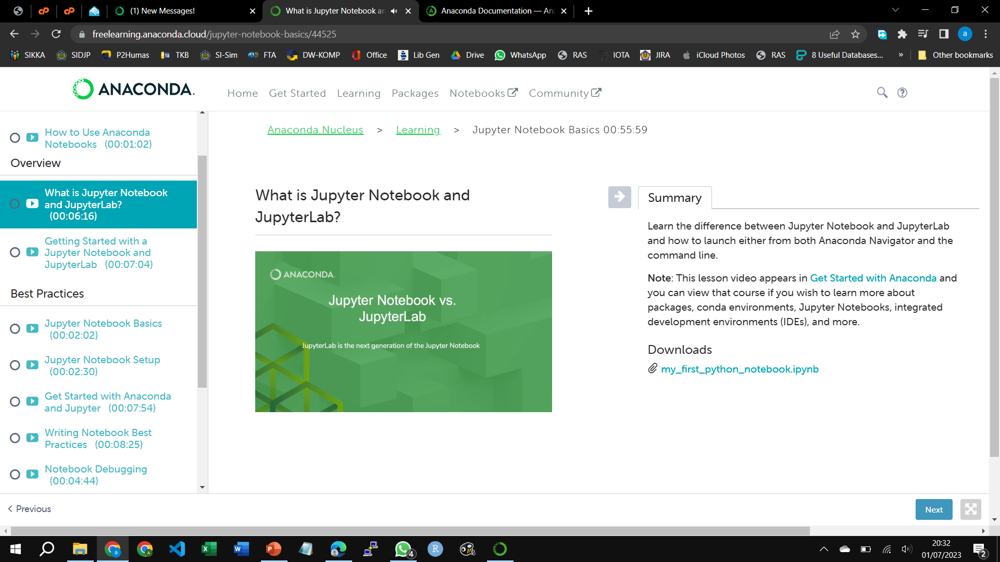 (1) New Messages!
What is Jupyter Notebook an
Anaconda Documentation — An
freelearning.anaconda.cloud/jupyter-notebook-basics/44525
a
SIKKA
SIDJP
P2Humas
TKB
SI-Sim
FTA
DW-KOMP
Office
Lib Gen
Drive
WhatsApp
RAS
IOTA
JIRA
iCloud Photos
RAS
8 Useful Databases...
»
Other bookmarks
ANACONDA.
Home
Get Started
Learning
Packages
Notebooks
Community
How to Use Anaconda
Notebooks (00:01:02)
Overview
What is Jupyter Notebook
and JupyterLab?
(00:06:16)
Getting Started with a
Jupyter Notebook and
JupyterLab (00:07:04)
Best Practices
Jupyter Notebook Basics
(00:02:02)
Jupyter Notebook Setup
(00:02:30)
Get Started with Anaconda
and Jupyter (00:07:54)
Writing Notebook Best
Practices (00:08:25)
Notebook Debugging
(00:04:44)
Anaconda Nucleus > Learning > Jupyter Notebook Basics 00:55:59
What is Jupyter Notebook and
JupyterLab?
ANACONDA.
Jupyter Notebook vs.
JupyterLab
JupyterLab is the next generation of the Jupyter Notebook
Summary
Learn the difference between Jupyter Notebook and JupyterLab
and how to launch either from both Anaconda Navigator and the
command line.
Note: This lesson video appears in Get Started with Anaconda and
you can view that course if you wish to learn more about
packages, conda environments, Jupyter Notebooks, integrated
development environments (IDEs), and more.
Downloads
my_first_python_notebook.ipynb
< Previous
Next
4
20:32
01/07/2023
2